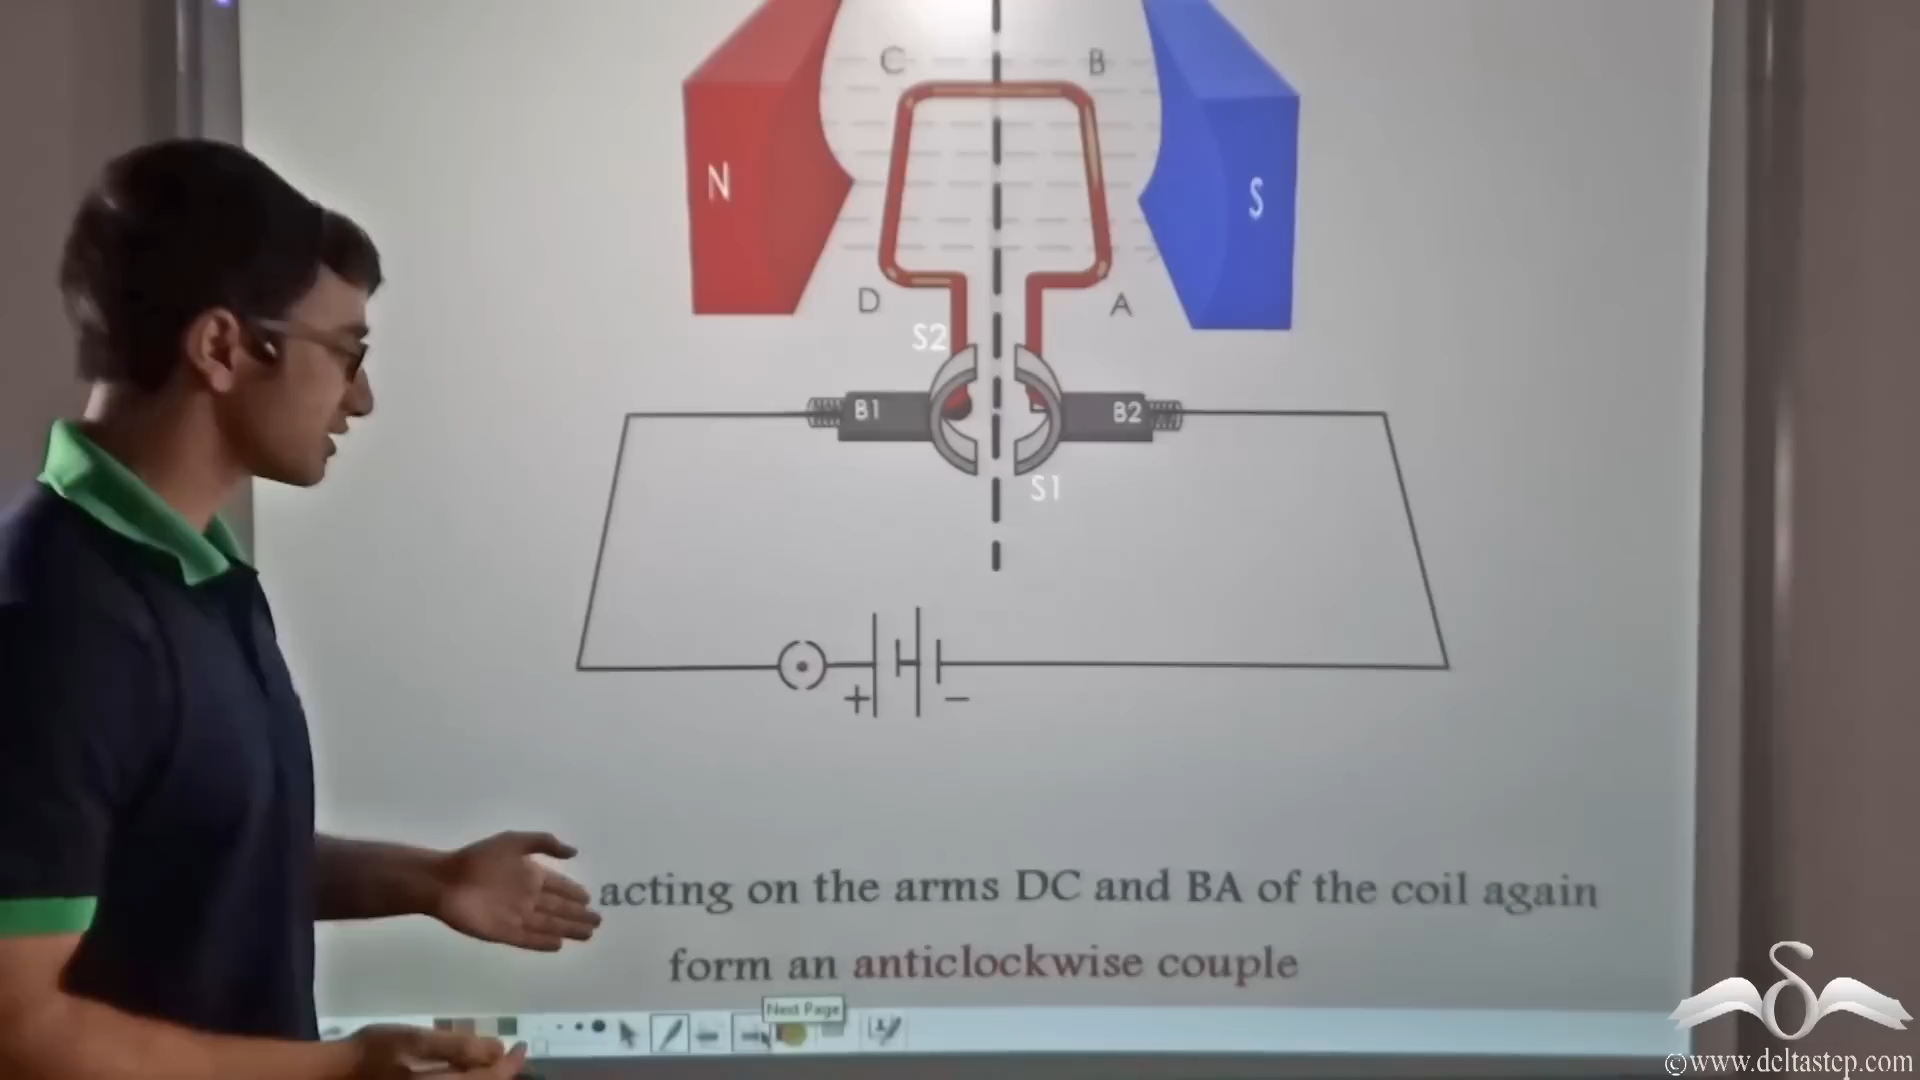 C B
N S
D A
S2
B1 B2
S1
+ −
acting on the arms DC and BA of the coil again
form an anticlockwise couple
Next Page
©www.deltastep.com